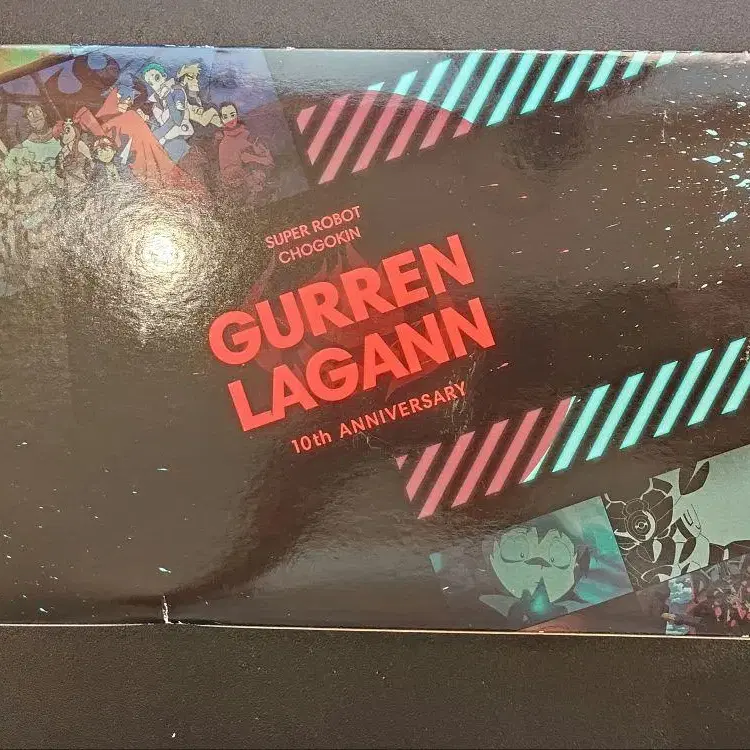 SUPER ROBOT
CHOGOKIN
GURREN
LAGANN
10th ANNIVERSARY